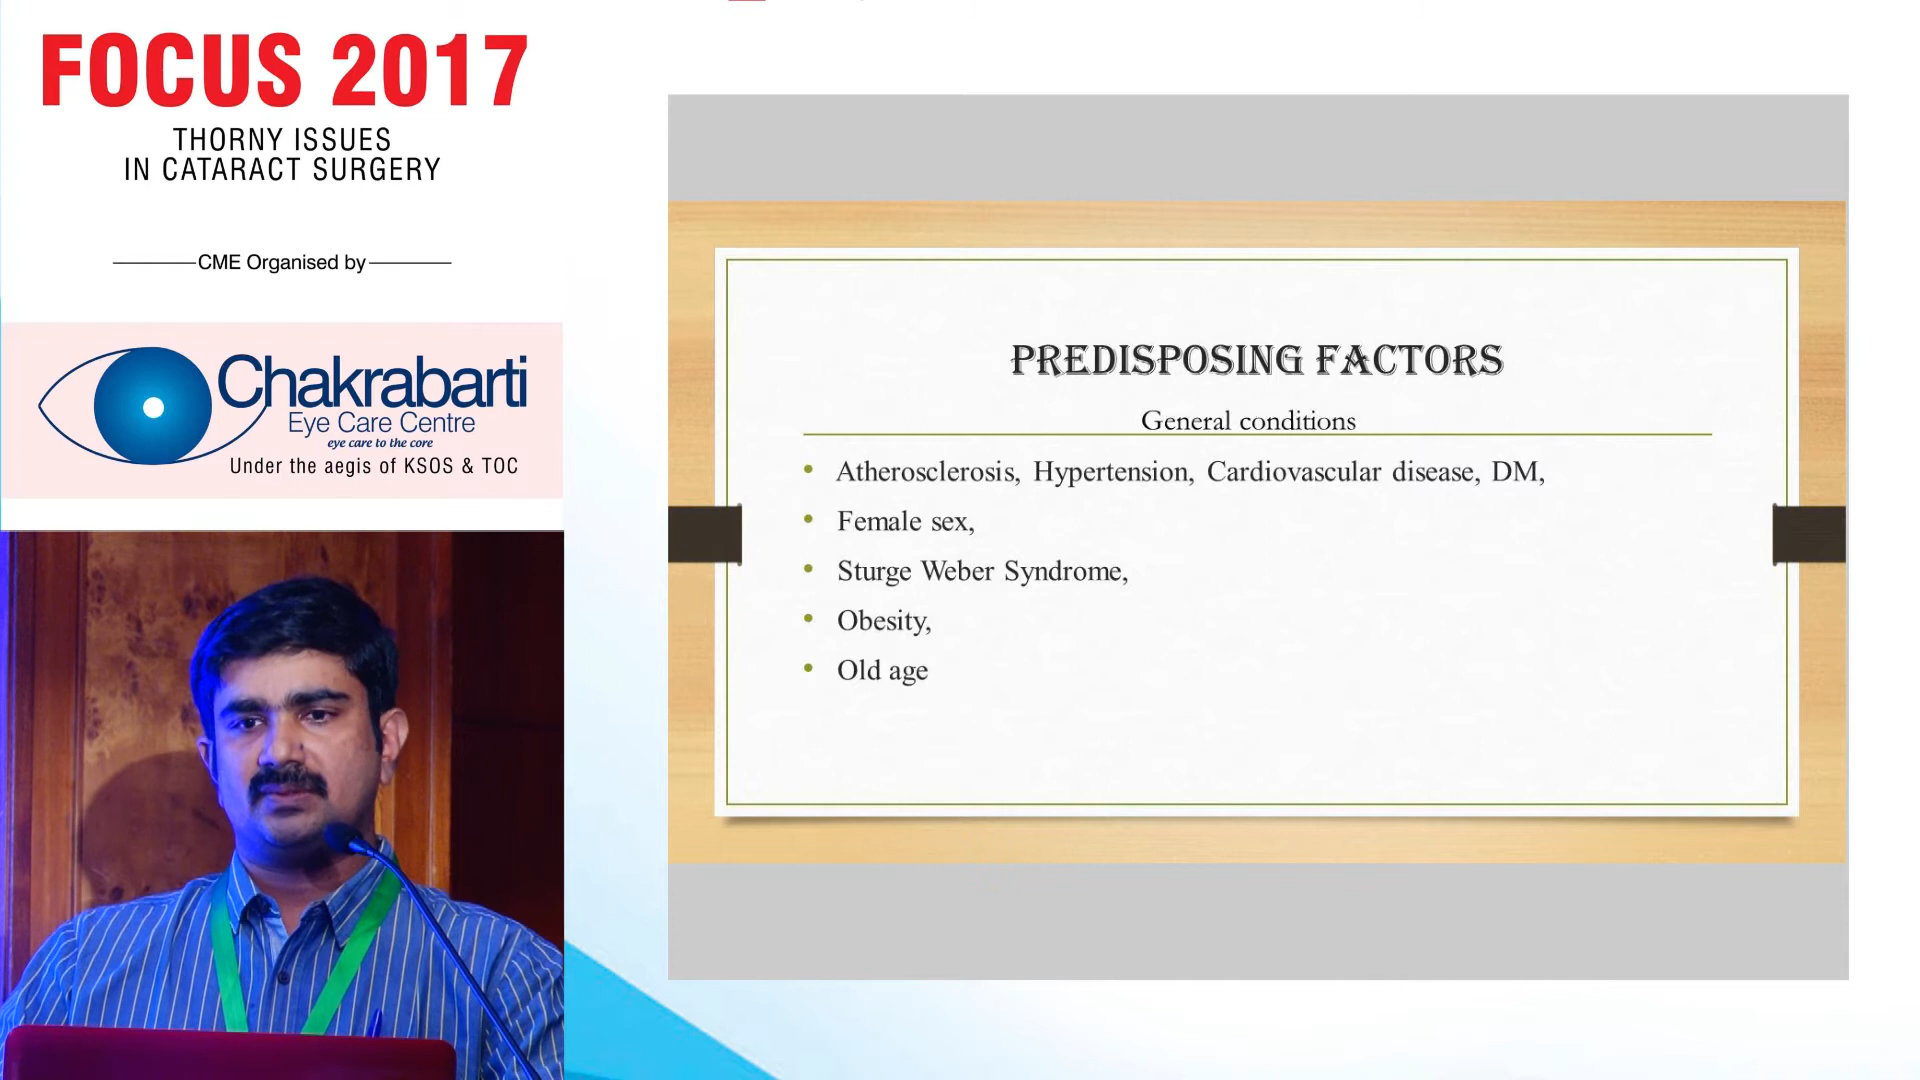 FOCUS 2017
THORNY ISSUES
IN CATARACT SURGERY
CME Organised by
Chakrabarti
Eye Care Centre
eye care to the core
Under the aegis of KSOS & TOC
PREDISPOSING FACTORS
General conditions
• Atherosclerosis, Hypertension, Cardiovascular disease, DM,
• Female sex,
• Sturge Weber Syndrome,
• Obesity,
• Old age